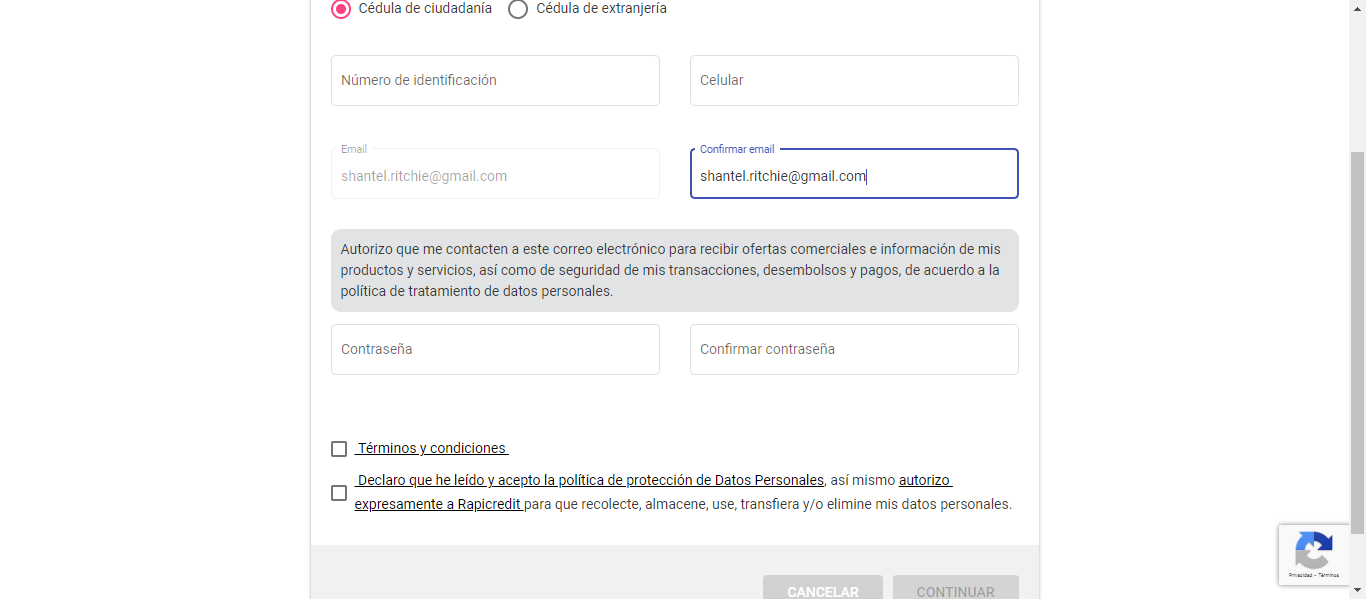 Cédula de ciudadanía Cédula de extranjería
Número de identificación Celular
Email Confirmar email
shantel.ritchie@gmail.com shantel.ritchie@gmail.com
Autorizo que me contacten a este correo electrónico para recibir ofertas comerciales e información de mis
productos y servicios, así como de seguridad de mis transacciones, desembolsos y pagos, de acuerdo a la
política de tratamiento de datos personales.
Contraseña Confirmar contraseña
Términos y condiciones
Declaro que he leído y acepto la política de protección de Datos Personales, así mismo autorizo
expresamente a Rapicredit para que recolecte, almacene, use, transfiera y/o elimine mis datos personales.
Privacidad - Términos
CANCELAR CONTINUAR